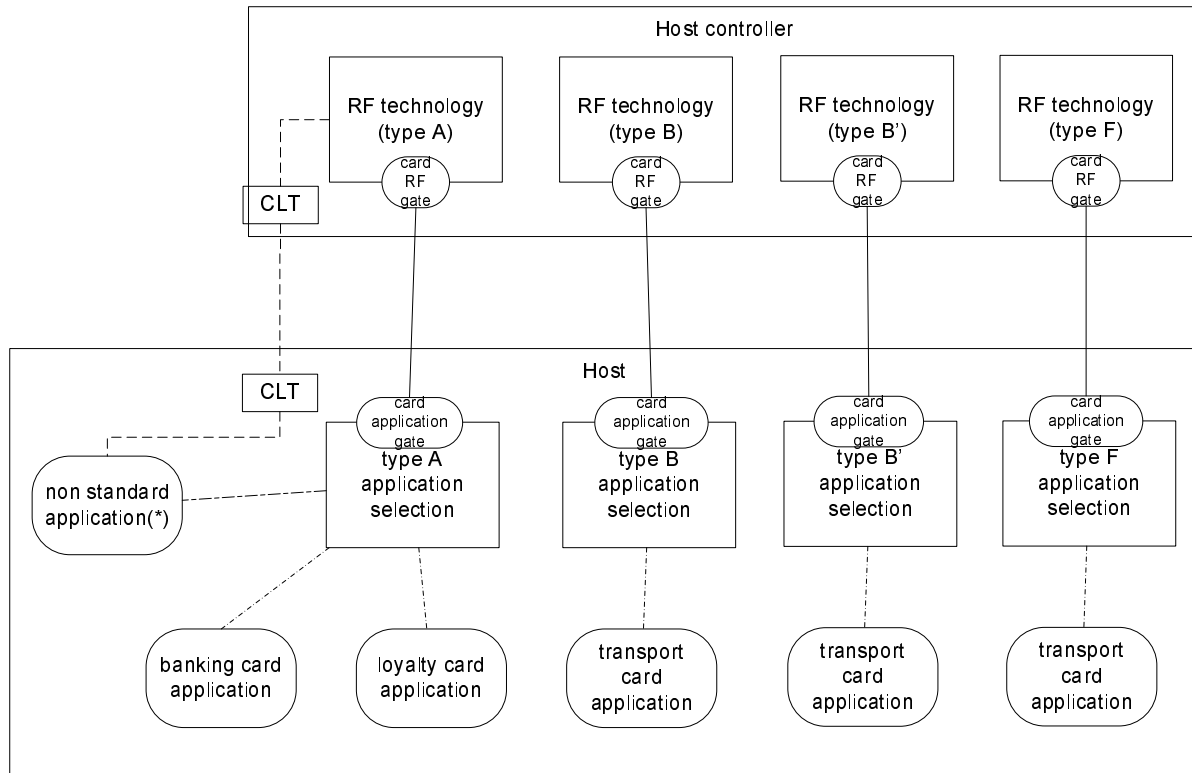 Host controller
RF technology
(type A)
RF technology
(type B)
RF technology
(type B’)
RF technology
(type F)
card
RF
gate
card
RF
gate
card
RF
gate
card
RF
gate
CLT
Host
CLT
card
application
gate
card
application
gate
card
application
gate
card
application
gate
type A
application
selection
type B
application
selection
type B’
application
selection
type F
application
selection
non standard
application(*)
banking card
application
loyalty card
application
transport
card
application
transport
card
application
transport
card
application